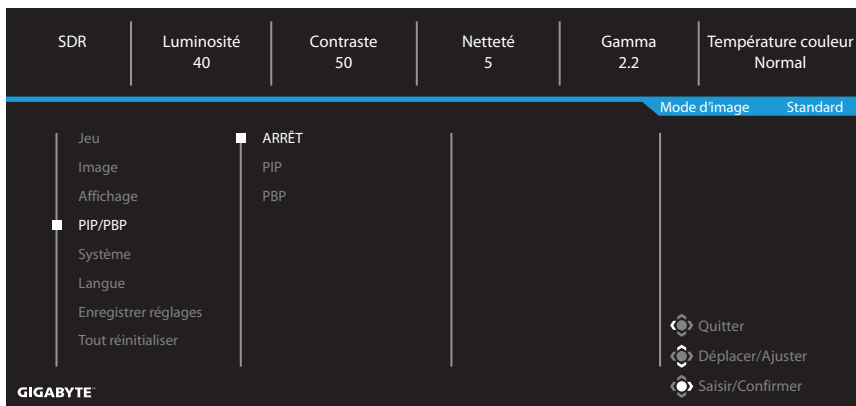 SDR Luminosité Contraste Netteté Gamma Température couleur
40 50 5 2.2 Normal
Mode d'image Standard
Jeu ARRÊT
Image PIP
Affichage PBP
PIP/PBP
Système
Langue
Enregistrer réglages
Tout réinitialiser
Quitter
Déplacer/Ajuster
Saisir/Confirmer
GIGABYTE™